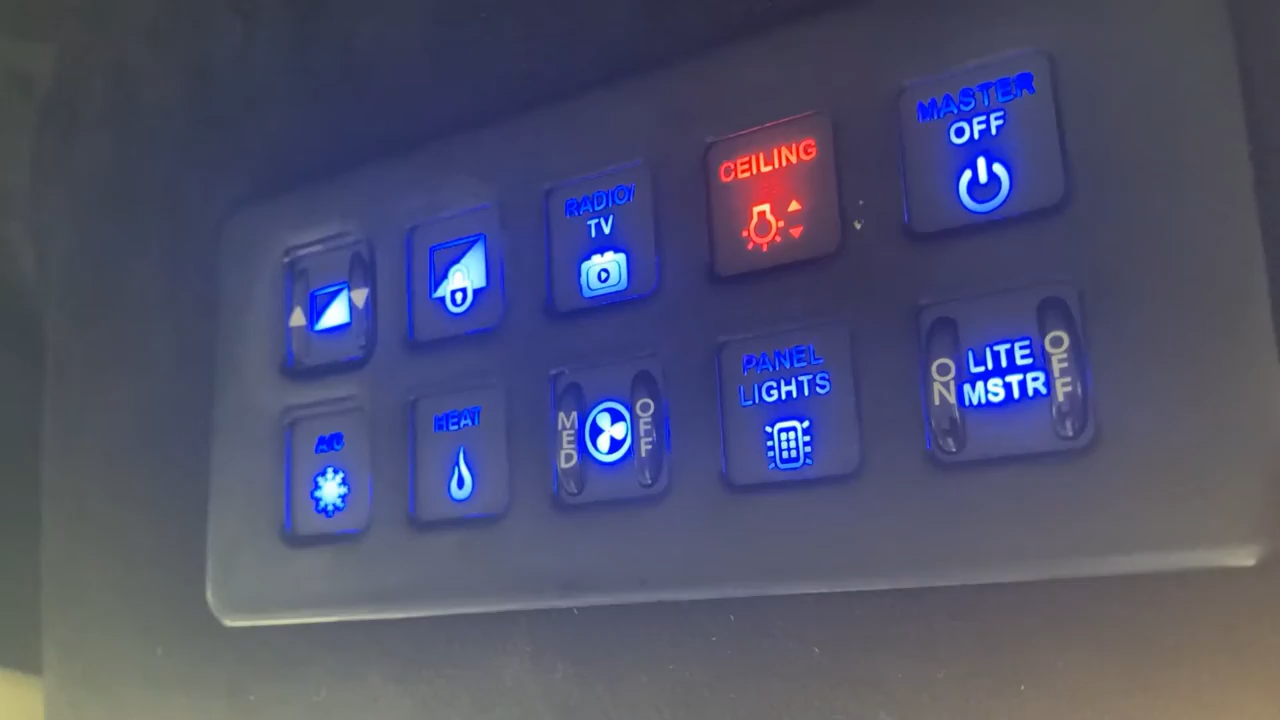 RADIO/
TV
CEILING
MASTER
OFF
A/C
HEAT
MED
OFF
PANEL
LIGHTS
ON
LITE
MSTR
OFF